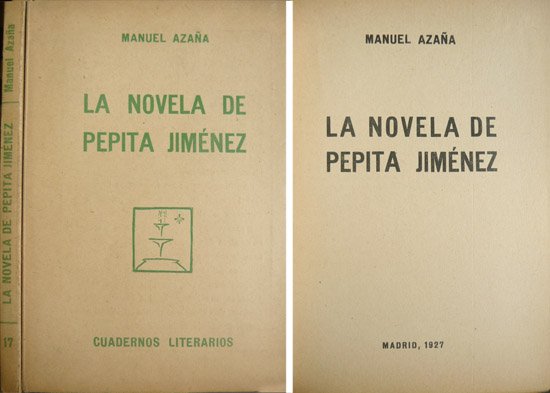 Manuel Azaña
LA NOVELA DE PEPITA JIMÉNEZ
17
MANUEL AZAÑA
LA NOVELA DE
PEPITA JIMÉNEZ
CUADERNOS LITERARIOS
MANUEL AZAÑA
LA NOVELA DE
PEPITA JIMÉNEZ
MADRID, 1927